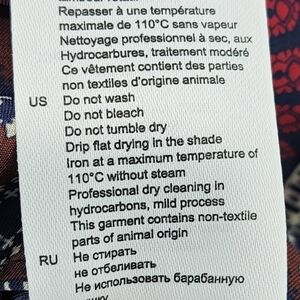 Repasser à une température
maximale de 110°C sans vapeur
Nettoyage professionnel à sec, aux
Hydrocarbures, traitement modéré
Ce vêtement contient des parties
non textiles d'origine animale
US Do not wash
Do not bleach
Do not tumble dry
Drip flat drying in the shade
Iron at a maximum temperature of
110°C without steam
Professional dry cleaning in
hydrocarbons, mild process
This garment contains non-textile
parts of animal origin
RU Не стирать
не отбеливать
Не использовать барабанную